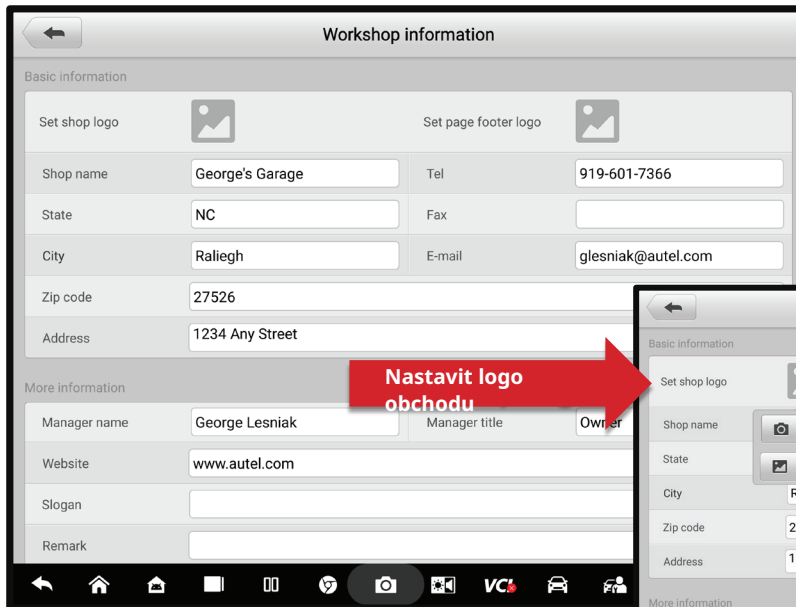 Workshop information
Basic information
Set shop logo
Set page footer logo
Shop name
George's Garage
Tel
919-601-7366
State
NC
Fax
City
Raliegh
E-mail
glesniak@autel.com
Zip code
27526
Address
1234 Any Street
More information
Manager name
George Lesniak
Manager title
Owner
Website
www.autel.com
Slogan
Remark
VCI
Nastavit logo
obchodu
Basic information
Set shop logo
Shop name
State
City
R
Zip code
2
Address
1
More information